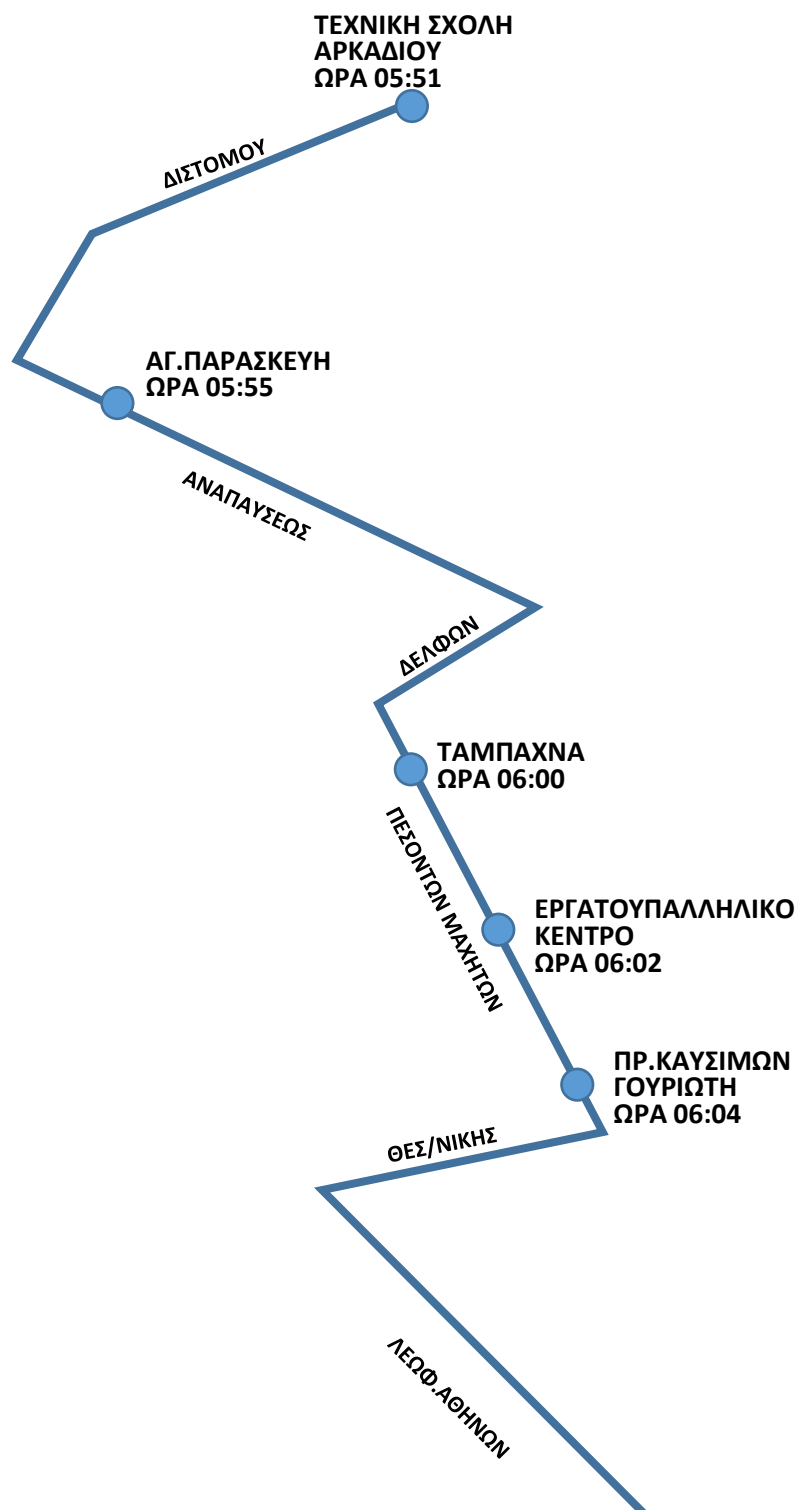 ΤΕΧΝΙΚΗ ΣΧΟΛΗ
ΑΡΚΑΔΙΟΥ
ΩΡΑ 05:51
ΔΙΣΤΟΜΟΥ
ΑΓ.ΠΑΡΑΣΚΕΥΗ
ΩΡΑ 05:55
ΑΝΑΠΑΥΣΕΩΣ
ΔΕΛΦΩΝ
ΤΑΜΠΑΧΝΑ
ΩΡΑ 06:00
ΠΕΣΟΝΤΩΝ ΜΑΧΗΤΩΝ
ΕΡΓΑΤΟΥΠΑΛΛΗΛΙΚΟ
ΚΕΝΤΡΟ
ΩΡΑ 06:02
ΠΡ.ΚΑΥΣΙΜΩΝ
ΓΟΥΡΙΩΤΗ
ΩΡΑ 06:04
ΘΕΣ/ΝΙΚΗΣ
ΛΕΩΦ.ΑΘΗΝΩΝ